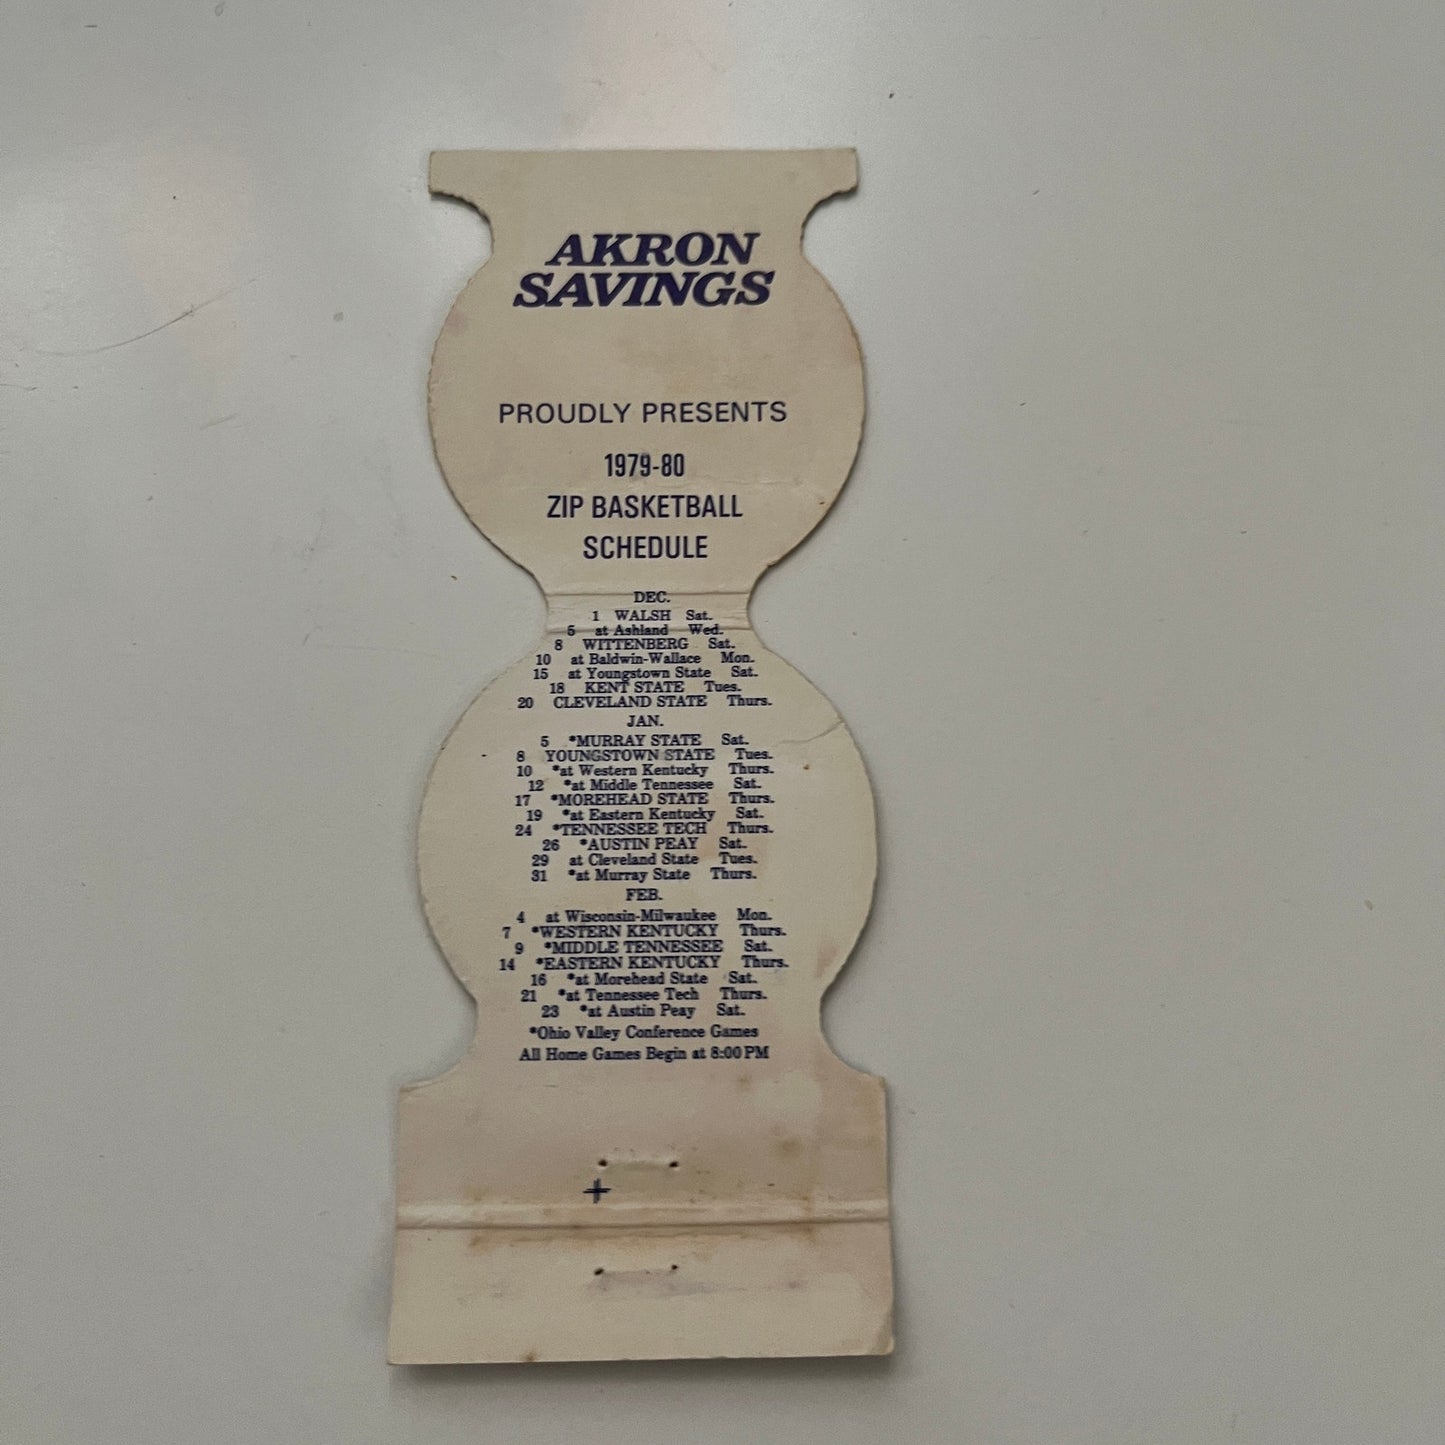 AKRON
SAVINGS
PROUDLY PRESENTS
1979-80
ZIP BASKETBALL
SCHEDULE
DEC.
1 WALSH Sat.
5 at Ashland Wed.
8 WITTENBERG Sat.
10 at Baldwin-Wallace Mon.
15 at Youngstown State Sat.
18 KENT STATE Tues.
20 CLEVELAND STATE Thurs.
JAN.
5 *MURRAY STATE Sat.
8 YOUNGSTOWN STATE Tues.
10 *at Western Kentucky Thurs.
12 *at Middle Tennessee Sat.
17 *MOREHEAD STATE Thurs.
19 *at Eastern Kentucky Sat.
24 *TENNESSEE TECH Thurs.
26 *AUSTIN PEAY Sat.
29 at Cleveland State Tues.
31 *at Murray State Thurs.
FEB.
4 at Wisconsin-Milwaukee Mon.
7 *WESTERN KENTUCKY Thurs.
9 *MIDDLE TENNESSEE Sat.
14 *EASTERN KENTUCKY Thurs.
16 *at Morehead State Sat.
21 *at Tennessee Tech Thurs.
23 *at Austin Peay Sat.
*Ohio Valley Conference Games
All Home Games Begin at 8:00 PM